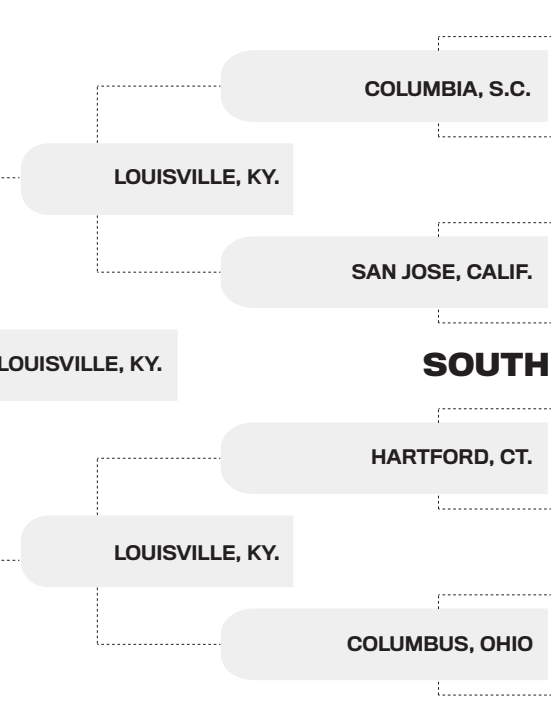 COLUMBIA, S.C.
LOUISVILLE, KY.
SAN JOSE, CALIF.
LOUISVILLE, KY.
SOUTH
HARTFORD, CT.
LOUISVILLE, KY.
COLUMBUS, OHIO